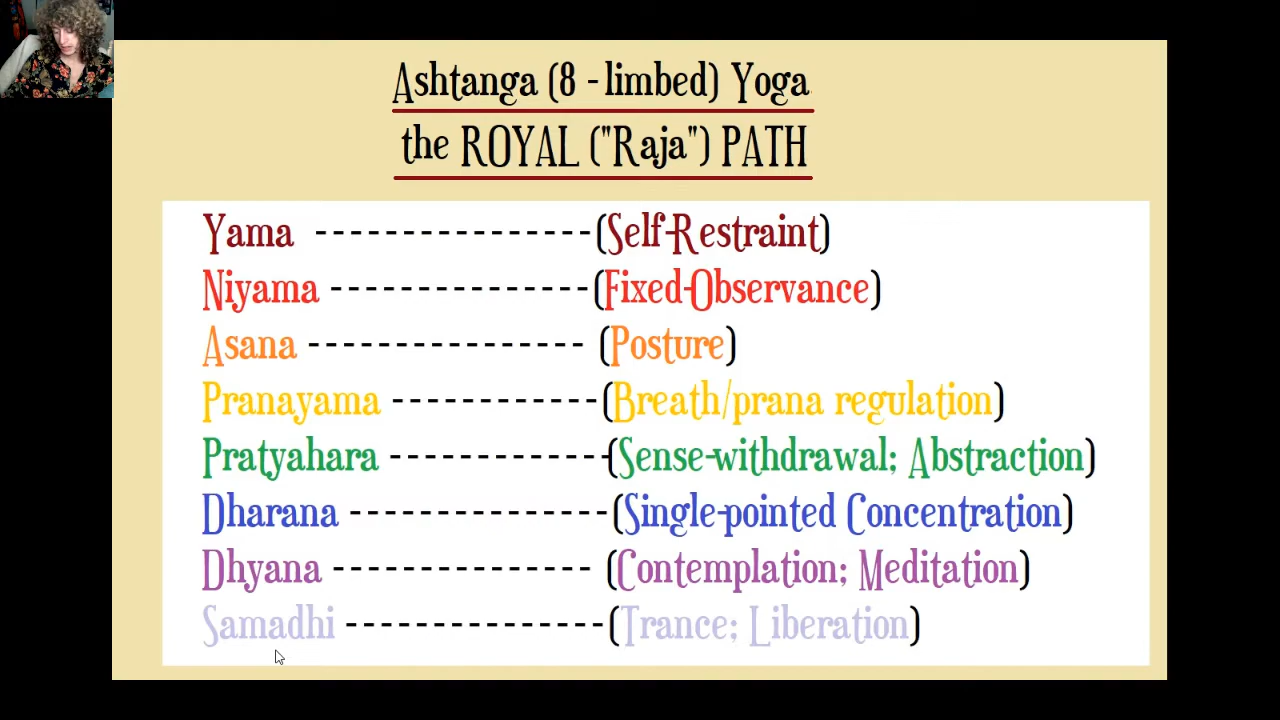 Ashtanga (8 - limbed) Yoga
the ROYAL ("Raja") PATH
Yama ---------------- (Self-Restraint)
Niyama --------------- (Fixed-Observance)
Asana ---------------- (Posture)
Pranayama ------------ (Breath/prana regulation)
Pratyahara ------------- (Sense-withdrawal; Abstraction)
Dharana --------------- (Single-pointed Concentration)
Dhyana --------------- (Contemplation; Meditation)
Samadhi --------------- (Trance; Liberation)